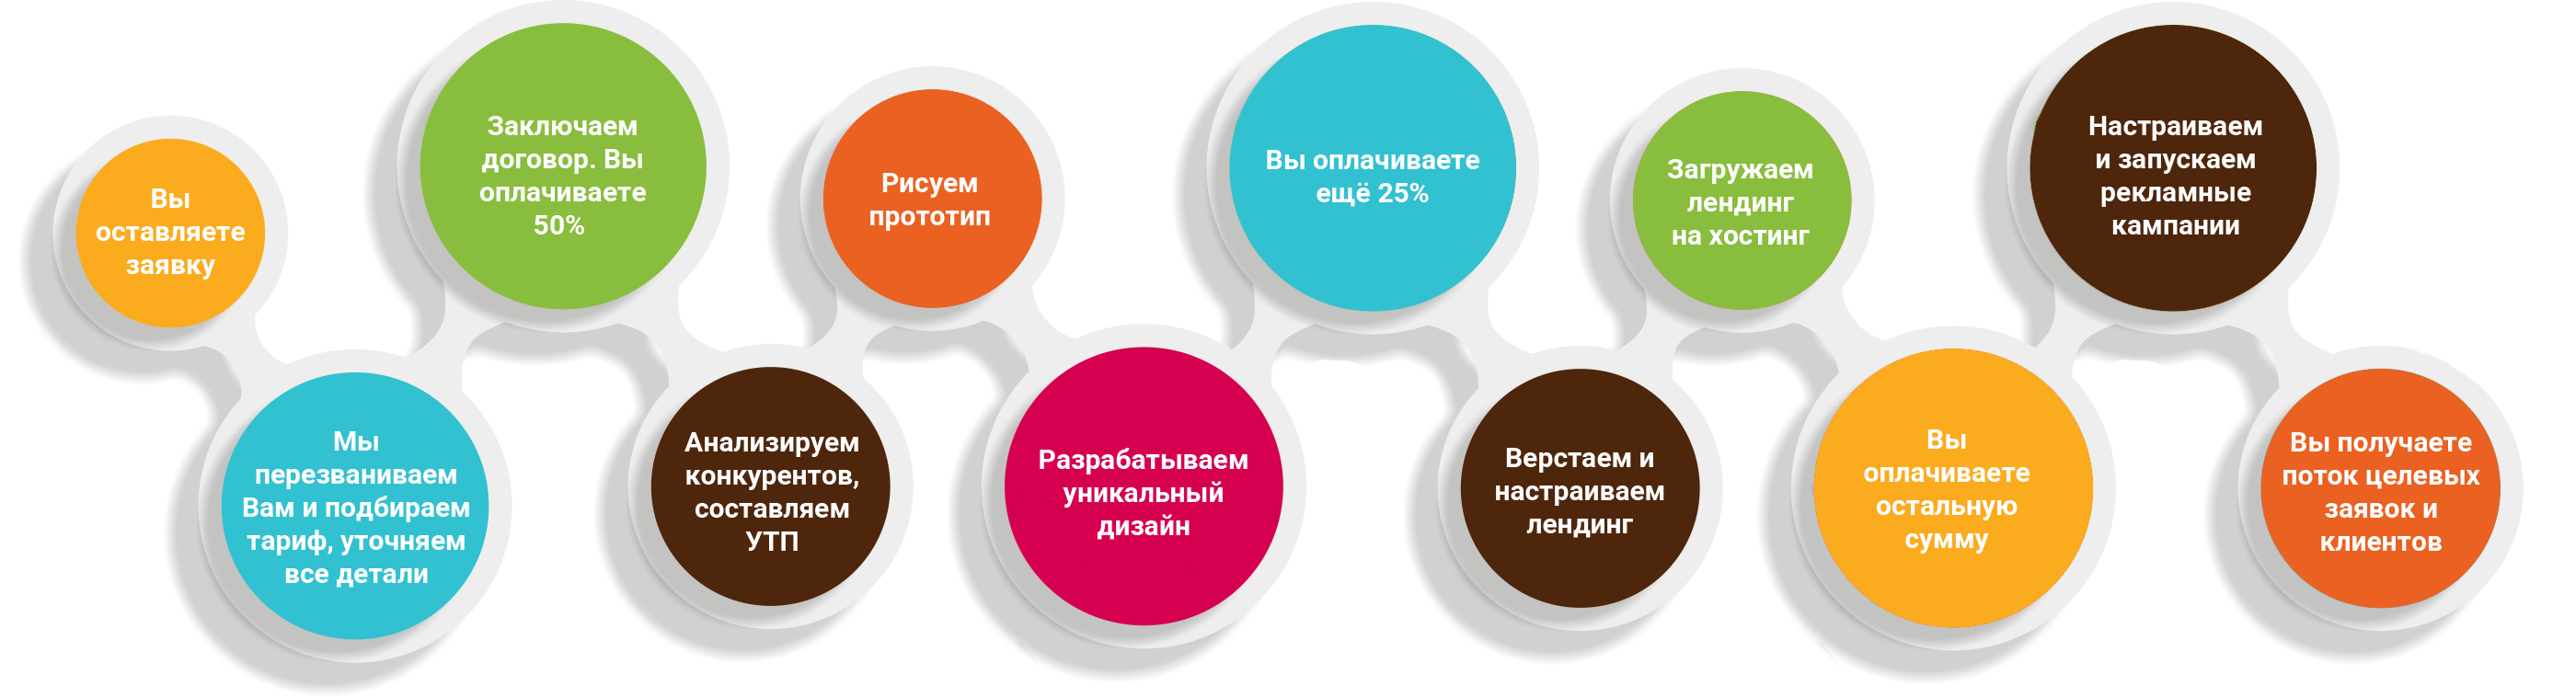 Вы
оставляете
заявку
Мы
перезваниваем
Вам и подбираем
тариф, уточняем
все детали
Заключаем
договор. Вы
оплачиваете
50%
Анализируем
конкурентов,
составляем
УТП
Рисуем
прототип
Разрабатываем
уникальный
дизайн
Вы оплачиваете
ещё 25%
Верстаем и
настраиваем
лендинг
Загружаем
лендинг
на хостинг
Вы
оплачиваете
остальную
сумму
Настраиваем
и запускаем
рекламные
кампании
Вы получаете
поток целевых
заявок и
клиентов